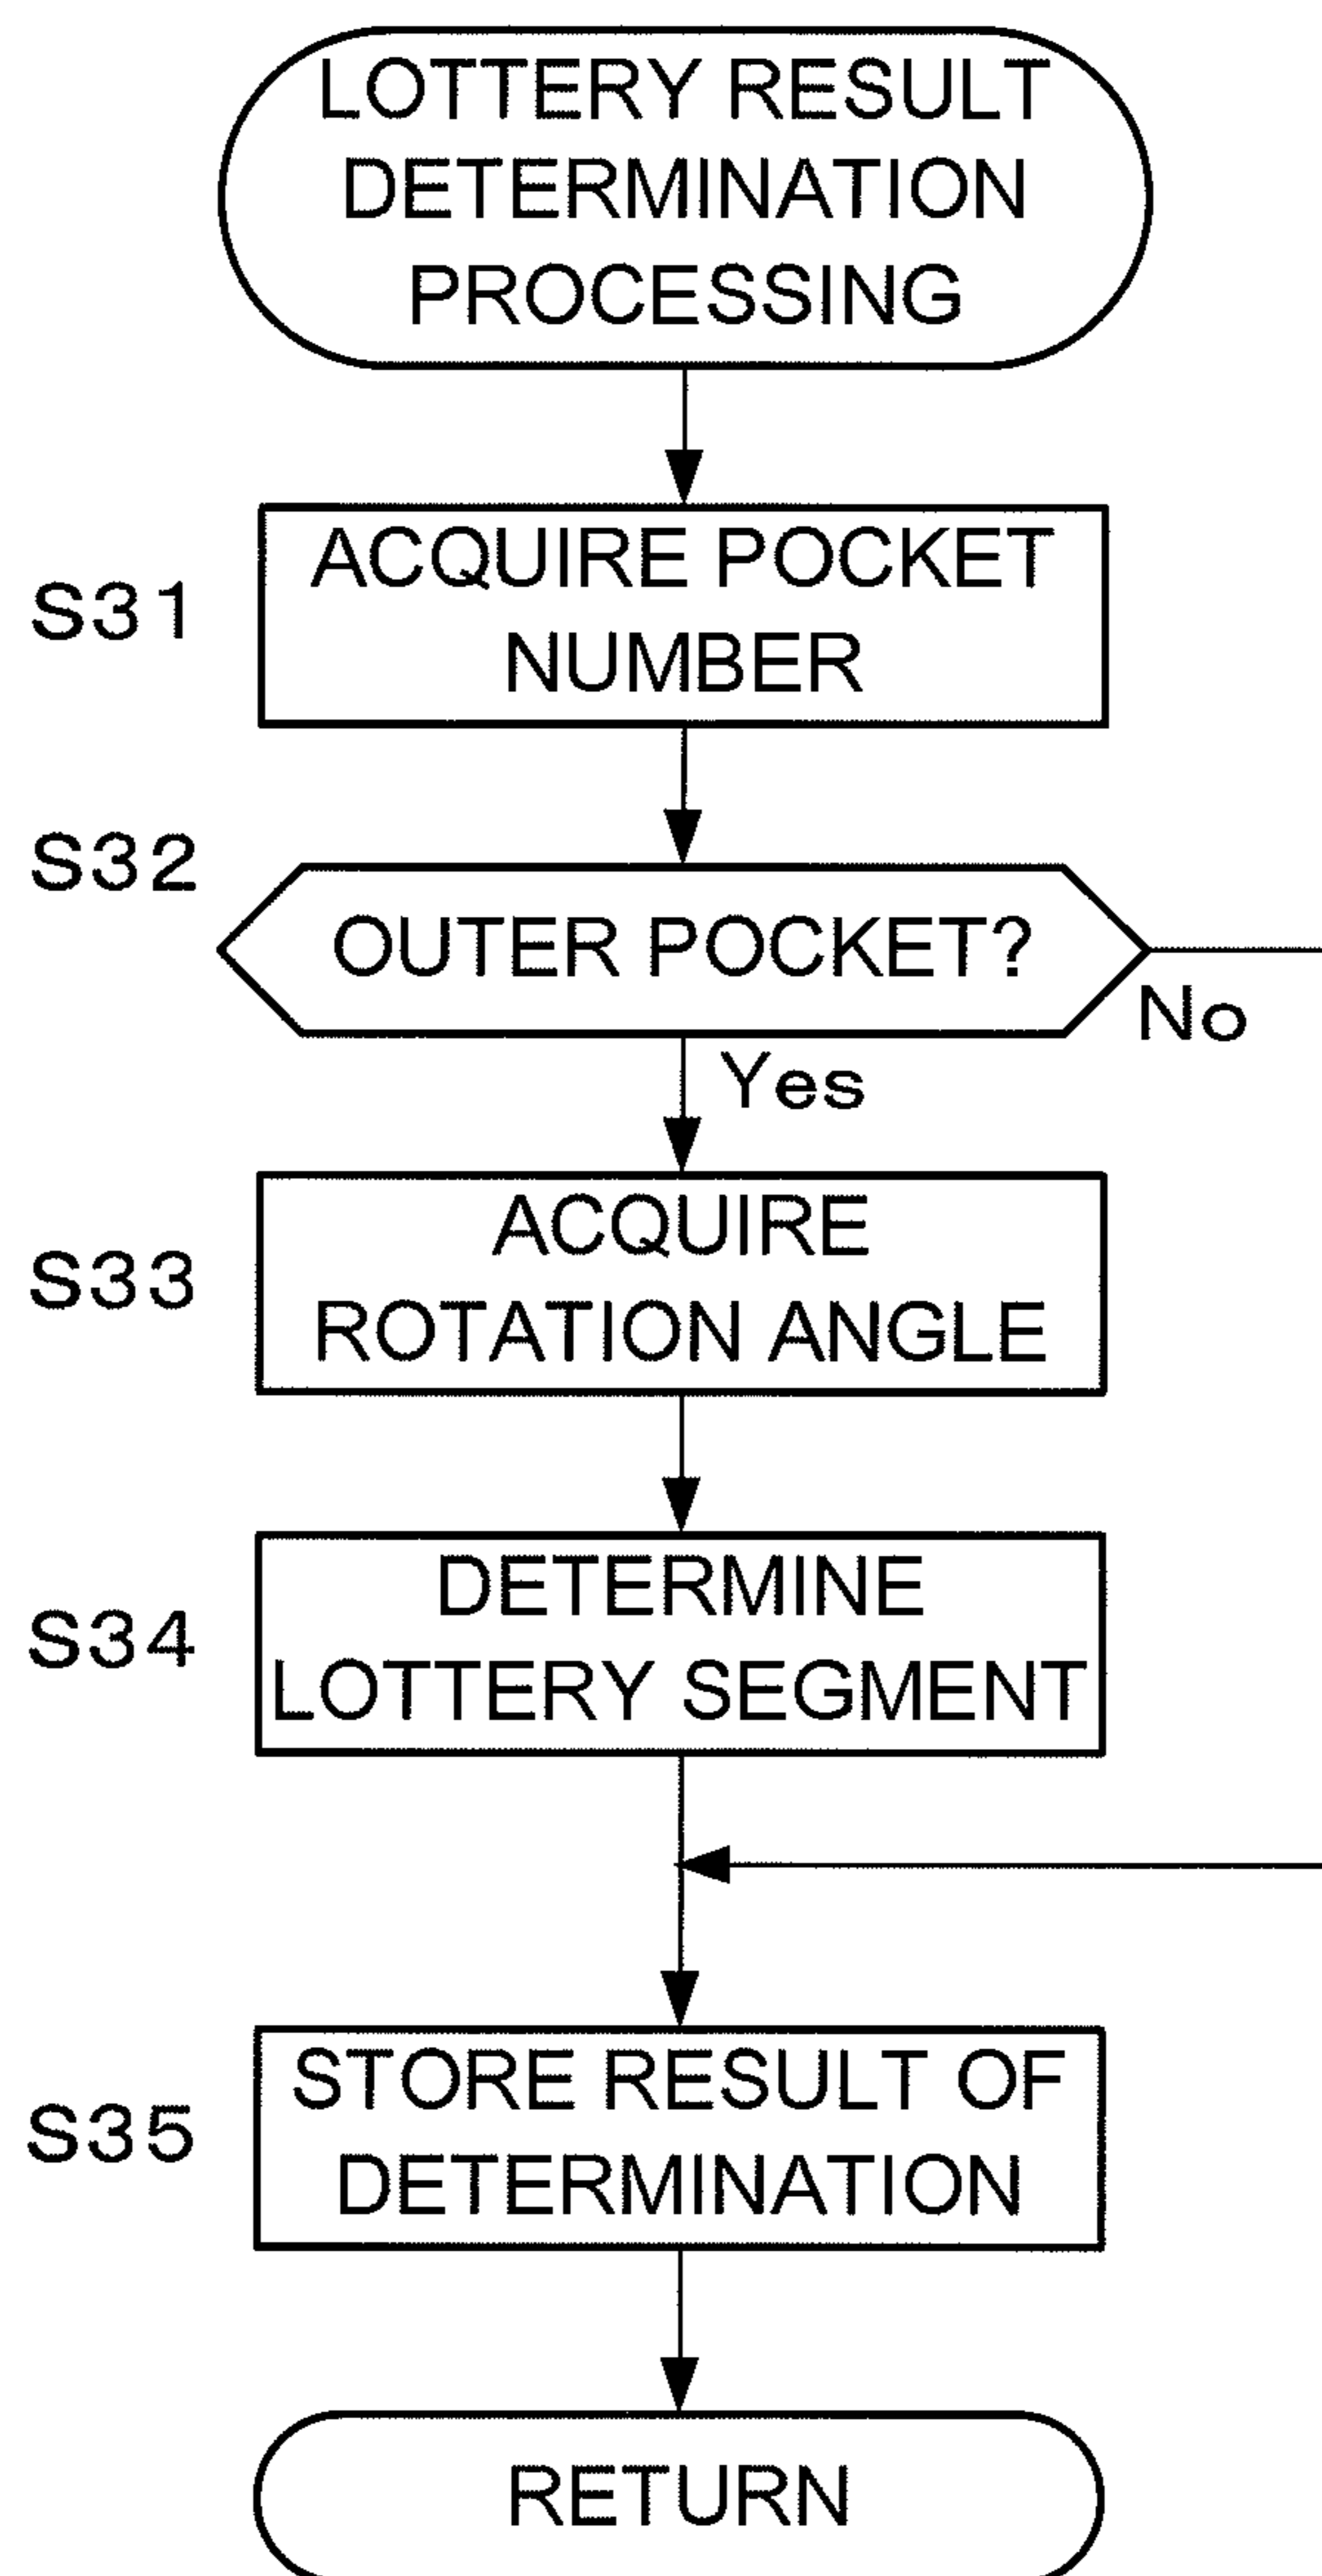 LOTTERY RESULT
DETERMINATION
PROCESSING
S31
ACQUIRE POCKET
NUMBER
S32
OUTER POCKET?
No
Yes
S33
ACQUIRE
ROTATION ANGLE
S34
DETERMINE
LOTTERY SEGMENT
S35
STORE RESULT OF
DETERMINATION
RETURN